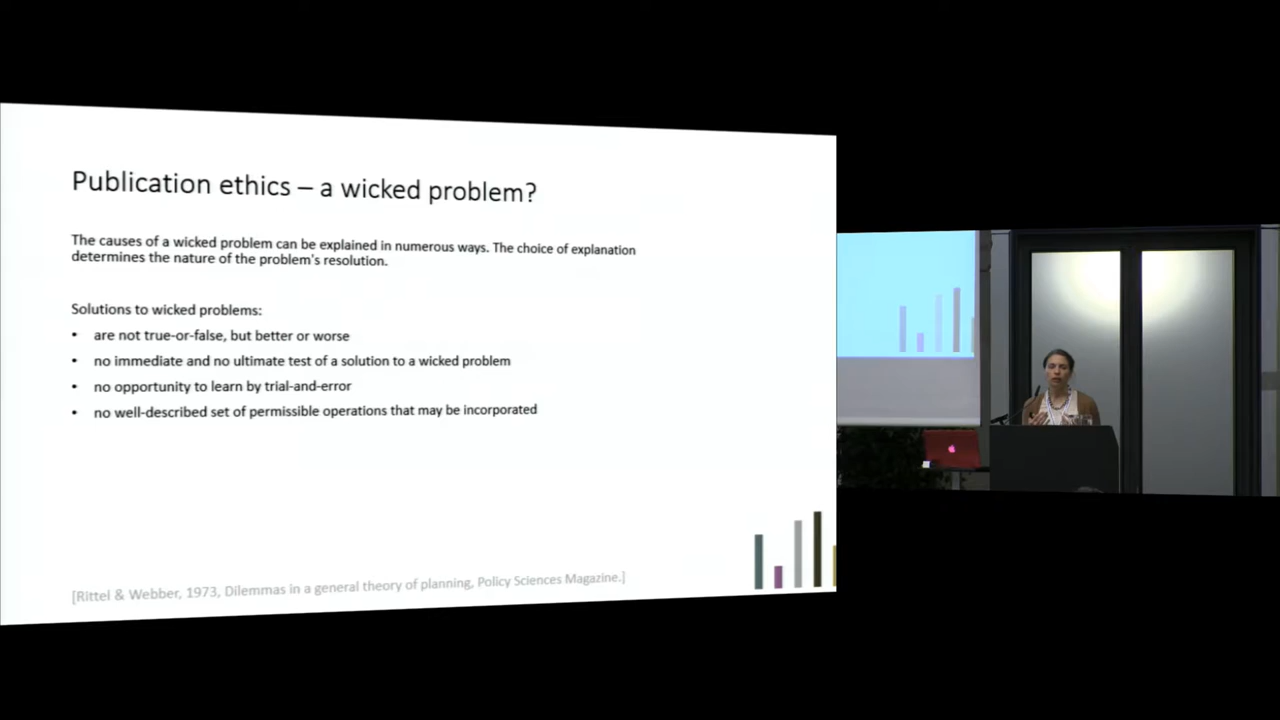 Publication ethics – a wicked problem?
The causes of a wicked problem can be explained in numerous ways. The choice of explanation
determines the nature of the problem's resolution.
Solutions to wicked problems:
• are not true-or-false, but better or worse
• no immediate and no ultimate test of a solution to a wicked problem
• no opportunity to learn by trial-and-error
• no well-described set of permissible operations that may be incorporated
[Rittel & Webber, 1973, Dilemmas in a general theory of planning, Policy Sciences Magazine.]